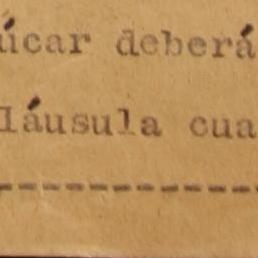 úcar deberá
láusula cua
------------